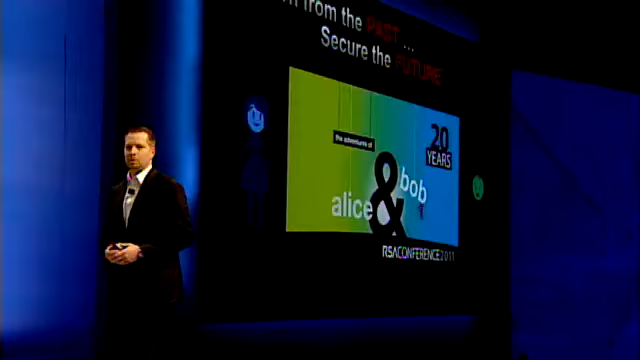 from the PAST ...
Secure the FUTURE
the adventures of
alice & bob
20
YEARS
RSACONFERENCE2011